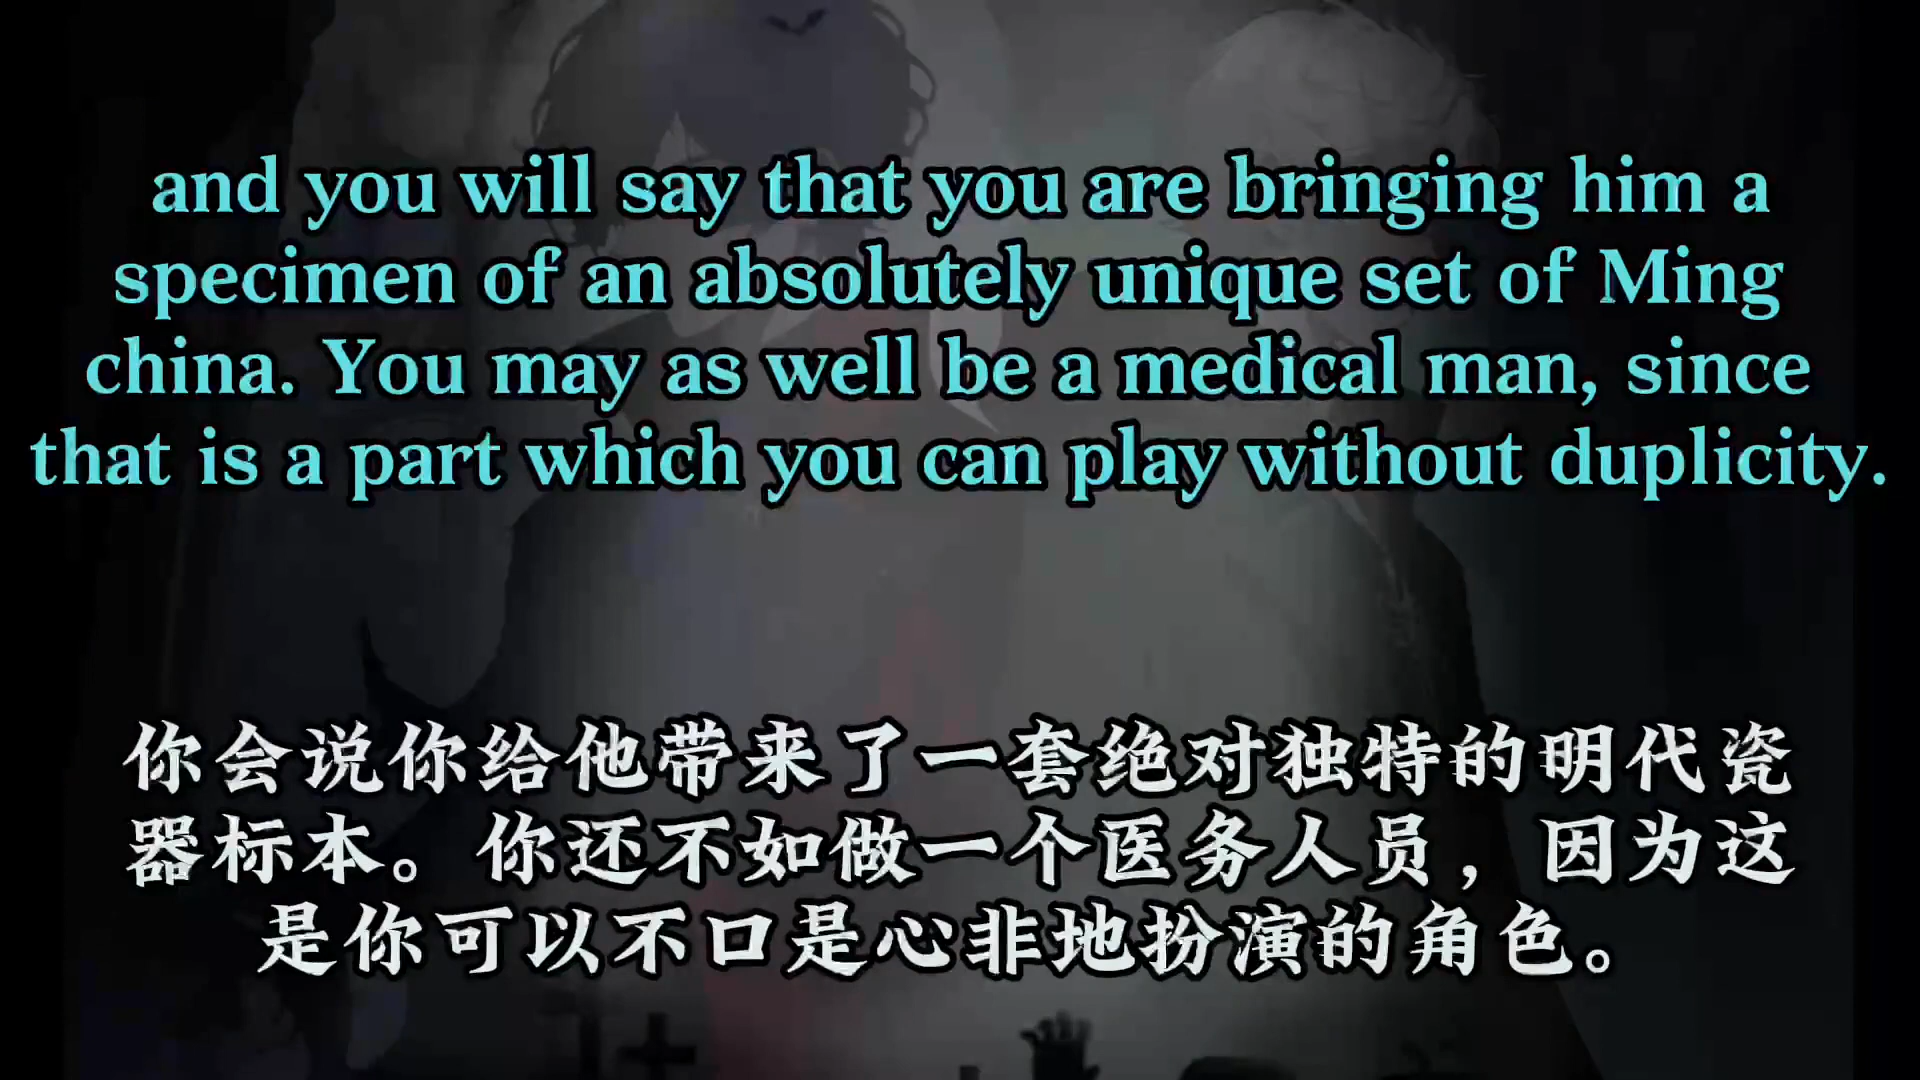 and you will say that you are bringing him a
specimen of an absolutely unique set of Ming
china. You may as well be a medical man, since
that is a part which you can play without duplicity.
你会说你给他带来了一套绝对独特的明代瓷
器标本。你还不如做一个医务人员，因为这
是你可以不口是心非地扮演的角色。